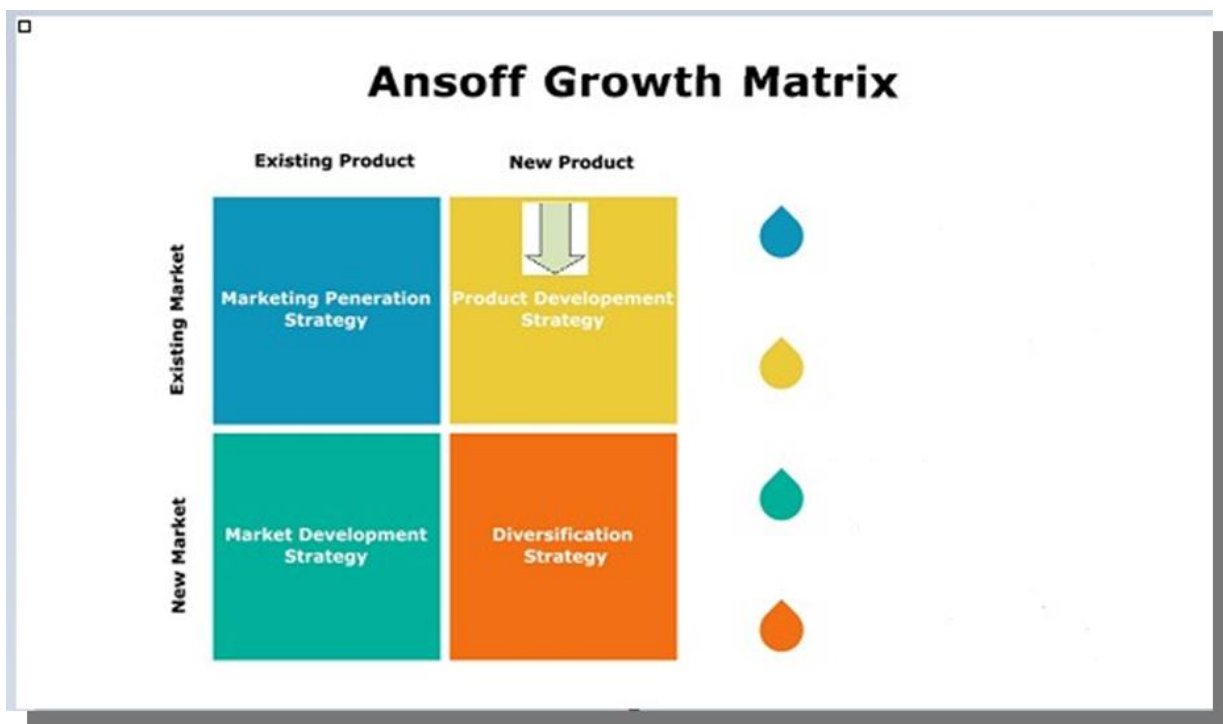 Ansoff Growth Matrix
Existing Product
New Product
Existing Market
Marketing Peneration
Strategy
Product Developement
Strategy
New Market
Market Development
Strategy
Diversification
Strategy